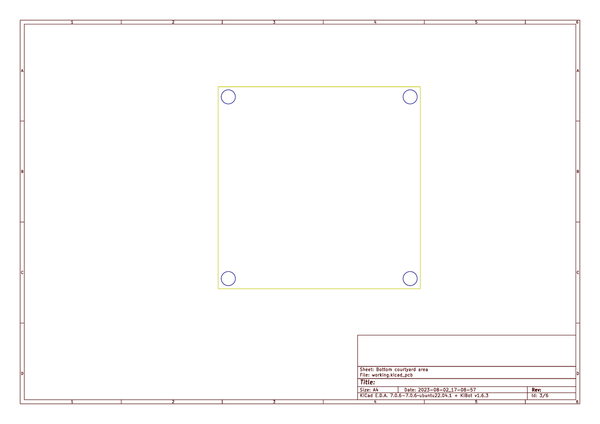 1 2 3 4 5 6
A A
B B
C C
Sheet: Bottom courtyard area
File: working.kicad_pcb
D D
Title:
Size: A4 Date: 2023-08-02_17-08-57 Rev:
KiCad E.D.A. 7.0.6-7.0.6~ubuntu22.04.1 + KiBot v1.6.3 Id: 3/6
1 2 3 4 5 6